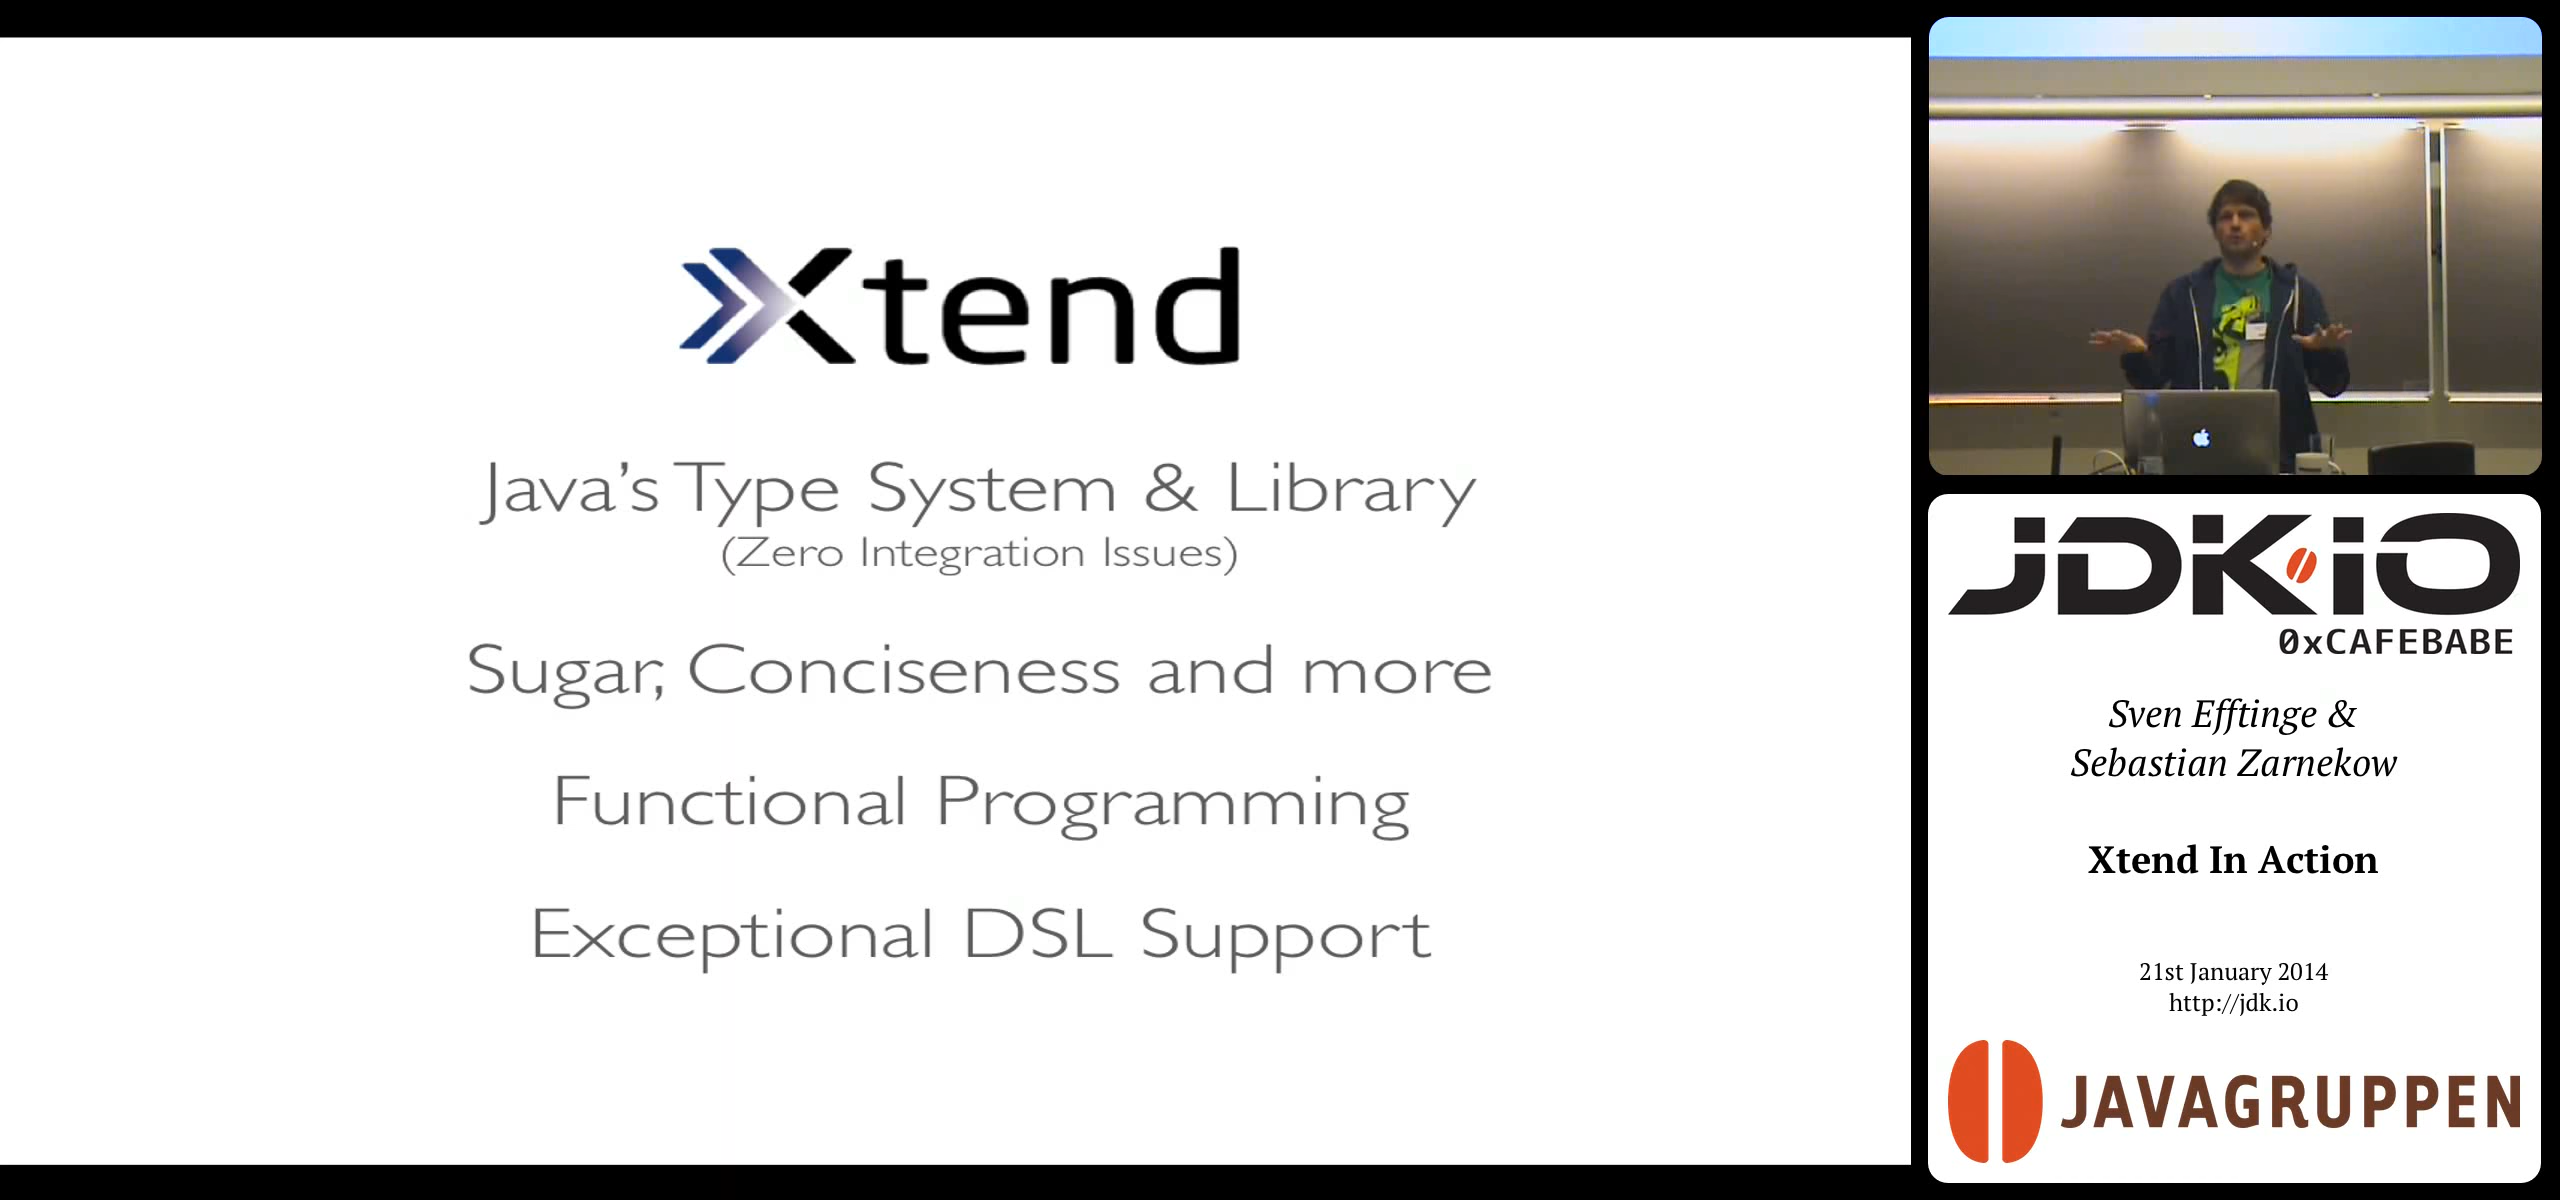 Xtend
Java's Type System & Library
(Zero Integration Issues)
Sugar, Conciseness and more
Functional Programming
Exceptional DSL Support
JDK.IO
0xCAFEBABE
Sven Efftinge &
Sebastian Zarnekow
Xtend In Action
21st January 2014
http://jdk.io
JAVAGRUPPEN